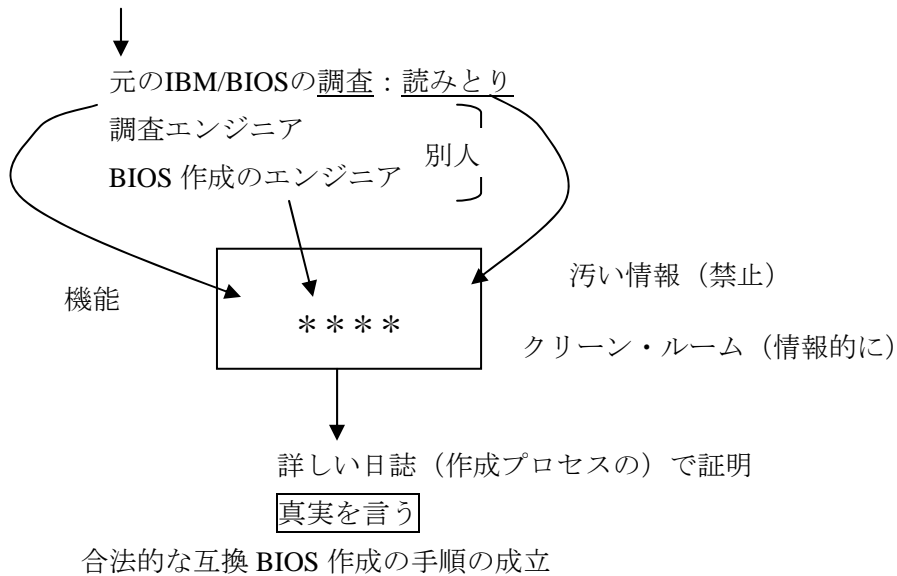 元のIBM/BIOSの調査：読みとり
調査エンジニア
別人
BIOS 作成のエンジニア
機能
汚い情報（禁止）
＊＊＊＊
クリーン・ルーム（情報的に）
詳しい日誌（作成プロセスの）で証明
真実を言う
合法的な互換 BIOS 作成の手順の成立